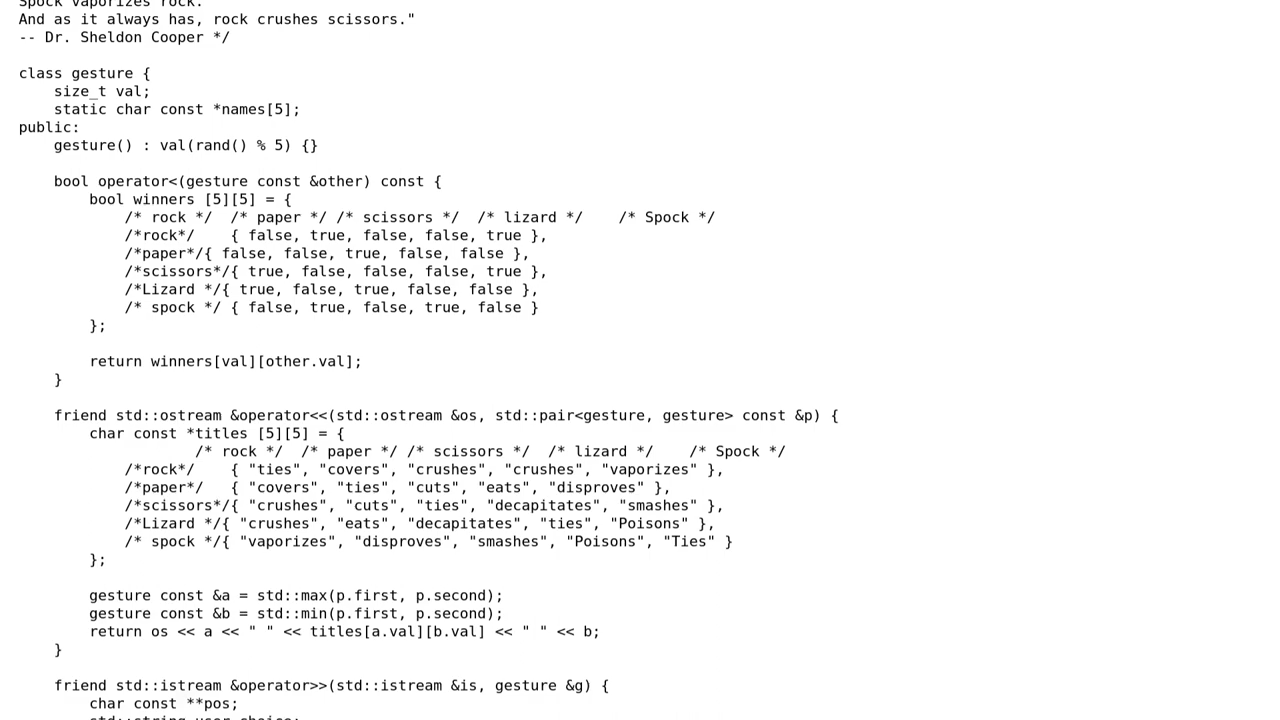 Spock vaporizes rock.
And as it always has, rock crushes scissors."
-- Dr. Sheldon Cooper */

class gesture {
    size_t val;
    static char const *names[5];
public:
    gesture() : val(rand() % 5) {}

    bool operator<(gesture const &other) const {
        bool winners [5][5] = {
            /* rock */  /* paper */ /* scissors */  /* lizard */    /* Spock */
            /*rock*/    { false, true, false, false, true },
            /*paper*/{ false, false, true, false, false },
            /*scissors*/{ true, false, false, false, true },
            /*Lizard */{ true, false, true, false, false },
            /* spock */ { false, true, false, true, false }
        };

        return winners[val][other.val];
    }

    friend std::ostream &operator<<(std::ostream &os, std::pair<gesture, gesture> const &p) {
        char const *titles [5][5] = {
                    /* rock */  /* paper */ /* scissors */  /* lizard */    /* Spock */
            /*rock*/    { "ties", "covers", "crushes", "crushes", "vaporizes" },
            /*paper*/   { "covers", "ties", "cuts", "eats", "disproves" },
            /*scissors*/{ "crushes", "cuts", "ties", "decapitates", "smashes" },
            /*Lizard */{ "crushes", "eats", "decapitates", "ties", "Poisons" },
            /* spock */{ "vaporizes", "disproves", "smashes", "Poisons", "Ties" }
        };

        gesture const &a = std::max(p.first, p.second);
        gesture const &b = std::min(p.first, p.second);
        return os << a << " " << titles[a.val][b.val] << " " << b;
    }

    friend std::istream &operator>>(std::istream &is, gesture &g) {
        char const **pos;
        std::string user_choice;